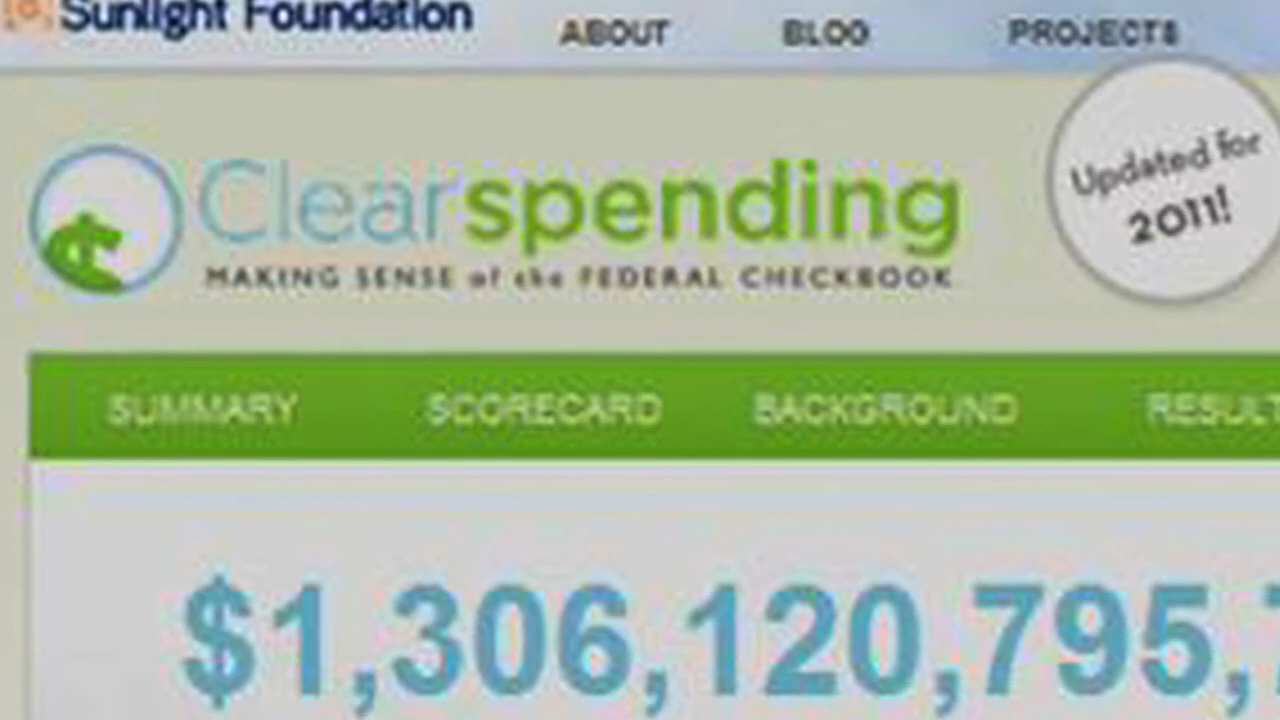 Sunlight Foundation ABOUT BLOG PROJECTS
Updated for
2011!
Clearspending
MAKING SENSE of the FEDERAL CHECKBOOK
SUMMARY SCORECARD BACKGROUND
$1,306,120,795,